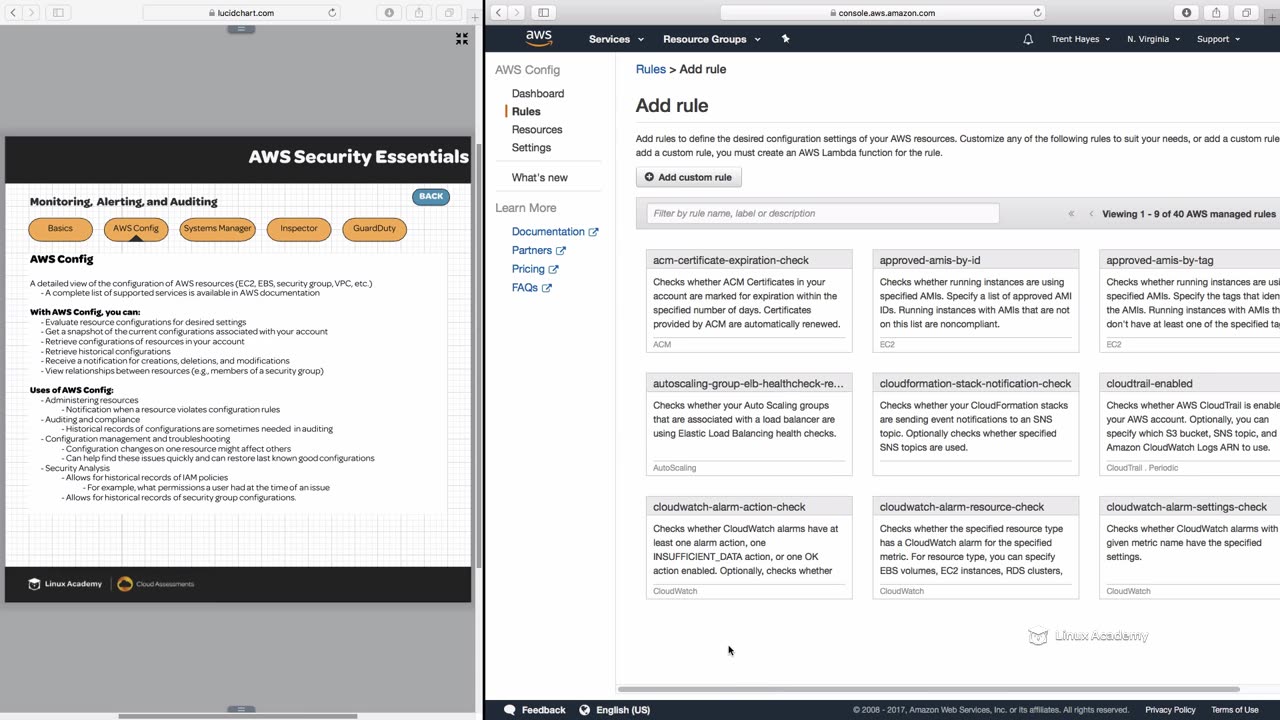 lucidchart.com
AWS Security Essentials
BACK
Monitoring, Alerting, and Auditing
Basics
AWS Config
Systems Manager
Inspector
GuardDuty
AWS Config
A detailed view of the configuration of AWS resources (EC2, EBS, security group, VPC, etc.)
- A complete list of supported services is available in AWS documentation
With AWS Config, you can:
- Evaluate resource configurations for desired settings
- Get a snapshot of the current configurations associated with your account
- Retrieve configurations of resources in your account
- Retrieve historical configurations
- Receive a notification for creations, deletions, and modifications
- View relationships between resources (e.g., members of a security group)
Uses of AWS Config:
- Administering resources
- Notification when a resource violates configuration rules
- Auditing and compliance
- Historical records of configurations are sometimes needed in auditing
- Configuration management and troubleshooting
- Configuration changes on one resource might affect others
- Can help find these issues quickly and can restore last known good configurations
- Security Analysis
- Allows for historical records of IAM policies
- For example, what permissions a user had at the time of an issue
- Allows for historical records of security group configurations.
Linux Academy
Cloud Assessments
console.aws.amazon.com
aws
Services
Resource Groups
Trent Hayes
N. Virginia
Support
AWS Config
Dashboard
Rules
Resources
Settings
What's new
Learn More
Documentation
Partners
Pricing
FAQs
Rules > Add rule
Add rule
Add rules to define the desired configuration settings of your AWS resources. Customize any of the following rules to suit your needs, or add a custom rule
add a custom rule, you must create an AWS Lambda function for the rule.
Add custom rule
Filter by rule name, label or description
« ‹ Viewing 1 - 9 of 40 AWS managed rules
acm-certificate-expiration-check
Checks whether ACM Certificates in your
account are marked for expiration within the
specified number of days. Certificates
provided by ACM are automatically renewed.
ACM
approved-amis-by-id
Checks whether running instances are using
specified AMIs. Specify a list of approved AMI
IDs. Running instances with AMIs that are not
on this list are noncompliant.
EC2
approved-amis-by-tag
Checks whether running instances are usi
specified AMIs. Specify the tags that iden
the AMIs. Running instances with AMIs th
don't have at least one of the specified ta
EC2
autoscaling-group-elb-healthcheck-re...
Checks whether your Auto Scaling groups
that are associated with a load balancer are
using Elastic Load Balancing health checks.
AutoScaling
cloudformation-stack-notification-check
Checks whether your CloudFormation stacks
are sending event notifications to an SNS
topic. Optionally checks whether specified
SNS topics are used.
cloudtrail-enabled
Checks whether AWS CloudTrail is enable
your AWS account. Optionally, you can
specify which S3 bucket, SNS topic, and
Amazon CloudWatch Logs ARN to use.
CloudTrail . Periodic
cloudwatch-alarm-action-check
Checks whether CloudWatch alarms have at
least one alarm action, one
INSUFFICIENT_DATA action, or one OK
action enabled. Optionally, checks whether
CloudWatch
cloudwatch-alarm-resource-check
Checks whether the specified resource type
has a CloudWatch alarm for the specified
metric. For resource type, you can specify
EBS volumes, EC2 instances, RDS clusters,
CloudWatch
cloudwatch-alarm-settings-check
Checks whether CloudWatch alarms with
given metric name have the specified
settings.
CloudWatch
Linux Academy
Feedback
English (US)
© 2008 - 2017, Amazon Web Services, Inc. or its affiliates. All rights reserved.
Privacy Policy
Terms of Use